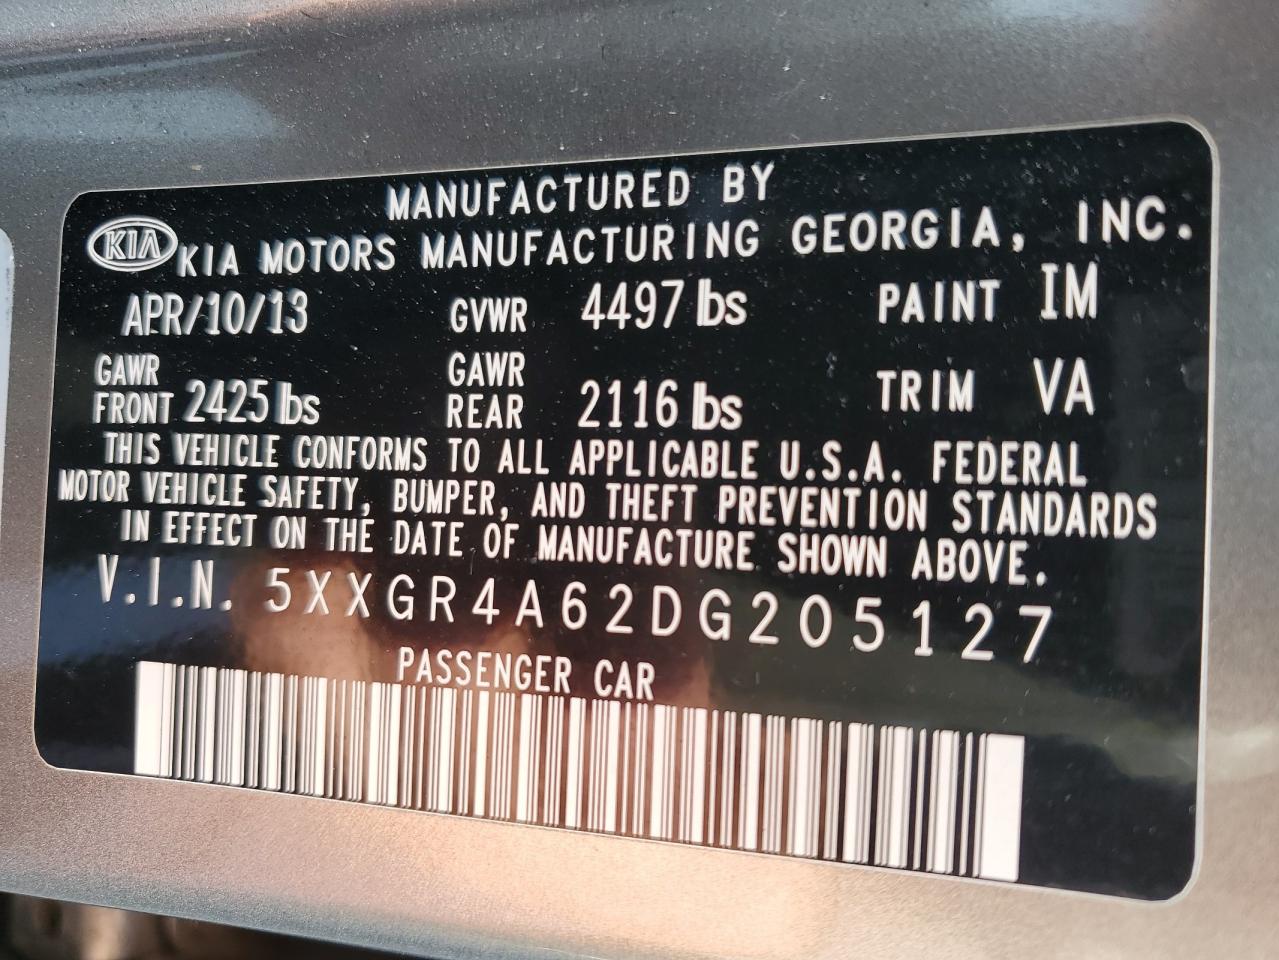 MANUFACTURED BY
KIA KIA MOTORS MANUFACTURING GEORGIA, INC.
APR/10/13 GVWR 4497 lbs PAINT IM
GAWR FRONT 2425 lbs GAWR REAR 2116 lbs TRIM VA
THIS VEHICLE CONFORMS TO ALL APPLICABLE U.S.A. FEDERAL
MOTOR VEHICLE SAFETY, BUMPER, AND THEFT PREVENTION STANDARDS
IN EFFECT ON THE DATE OF MANUFACTURE SHOWN ABOVE.
V.I.N. 5XXGR4A62DG205127
PASSENGER CAR